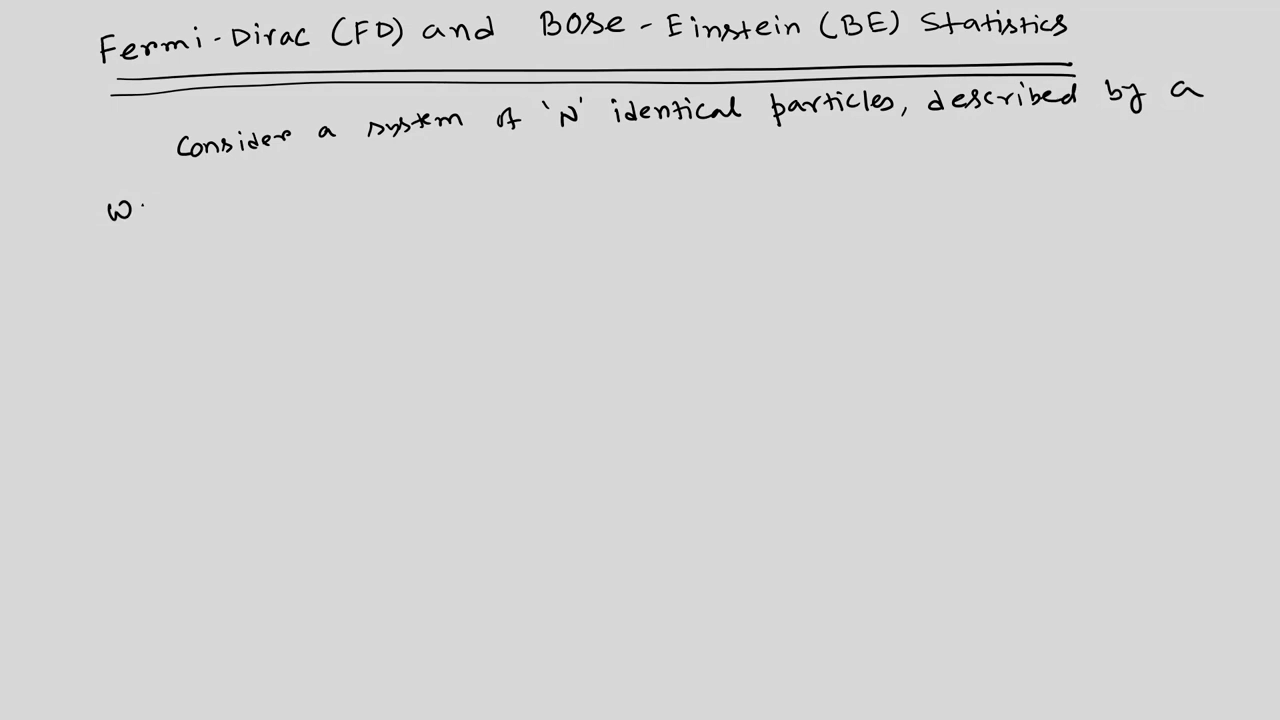 Fermi-Dirac (FD) and Bose-Einstein (BE) Statistics
Consider a system of 'N' identical particles, described by a
w